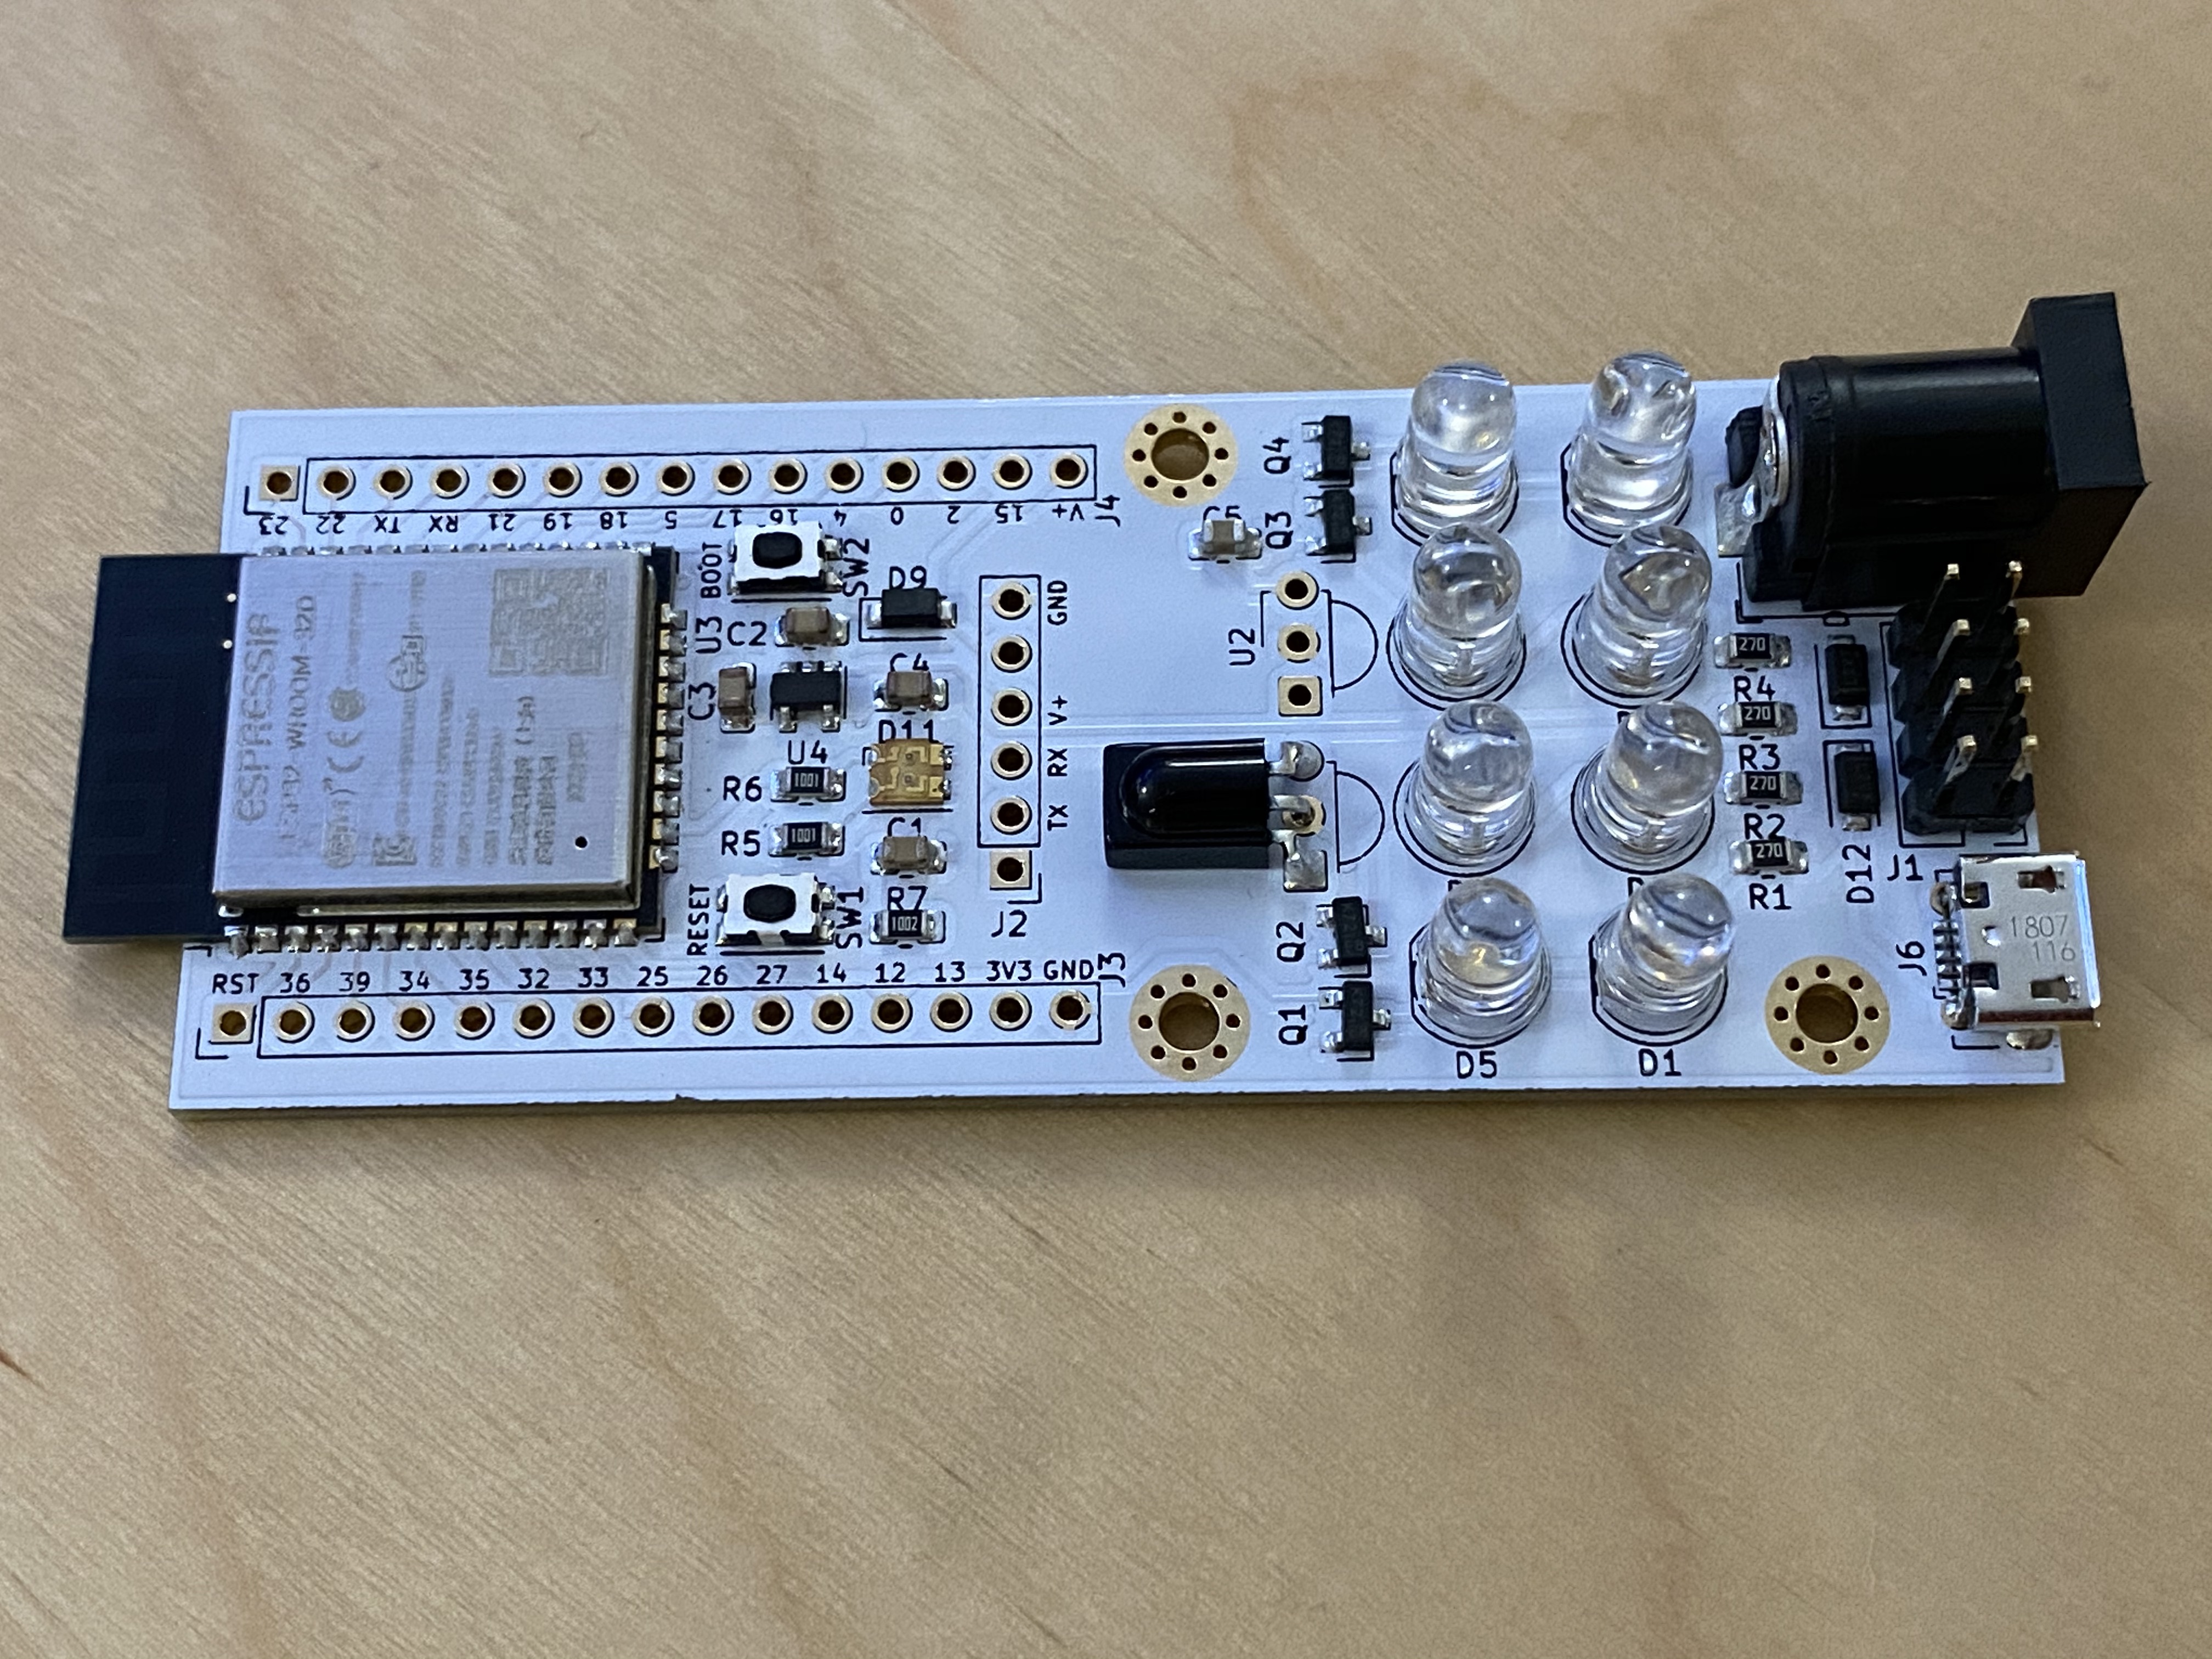 23 22 TX RX 21 19 18 5 17 16 4 0 2 15 V+
J4
BOOT
SW2
U3
C2
D9
C3
C4
U4
D11
R6
1001
R5
1001
C1
RESET
SW1
R7
1002
GND
V+
RX
TX
J2
ESPRESSIF
ESP32-WROOM-32D
CE
RST 36 39 34 35 32 33 25 26 27 14 12 13 3V3 GND
J3
Q4
Q3
C5
U2
Q2
Q1
D5
D1
270
R4
270
R3
270
R2
270
R1
D12
J1
J6
1807
116